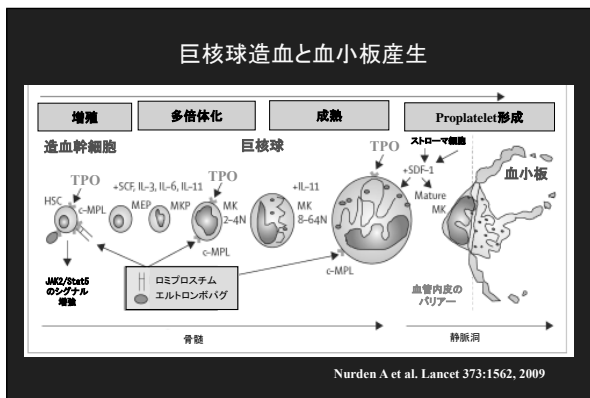 巨核球造血と血小板産生
増殖
多倍体化
成熟
Proplatelet形成
造血幹細胞
巨核球
ストローマ細胞
TPO
TPO
TPO
+SDF-1
血小板
+SCF, IL-3, IL-6, IL-11
+IL-11
HSC
c-MPL
MEP
MKP
MK
2-4N
MK
8-64N
Mature
MK
c-MPL
c-MPL
JAK2/Stat5
のシグナル
増強
ロミプロスチム
エルトロンボパグ
血管内皮の
バリアー
骨髄
静脈洞
Nurden A et al. Lancet 373:1562, 2009